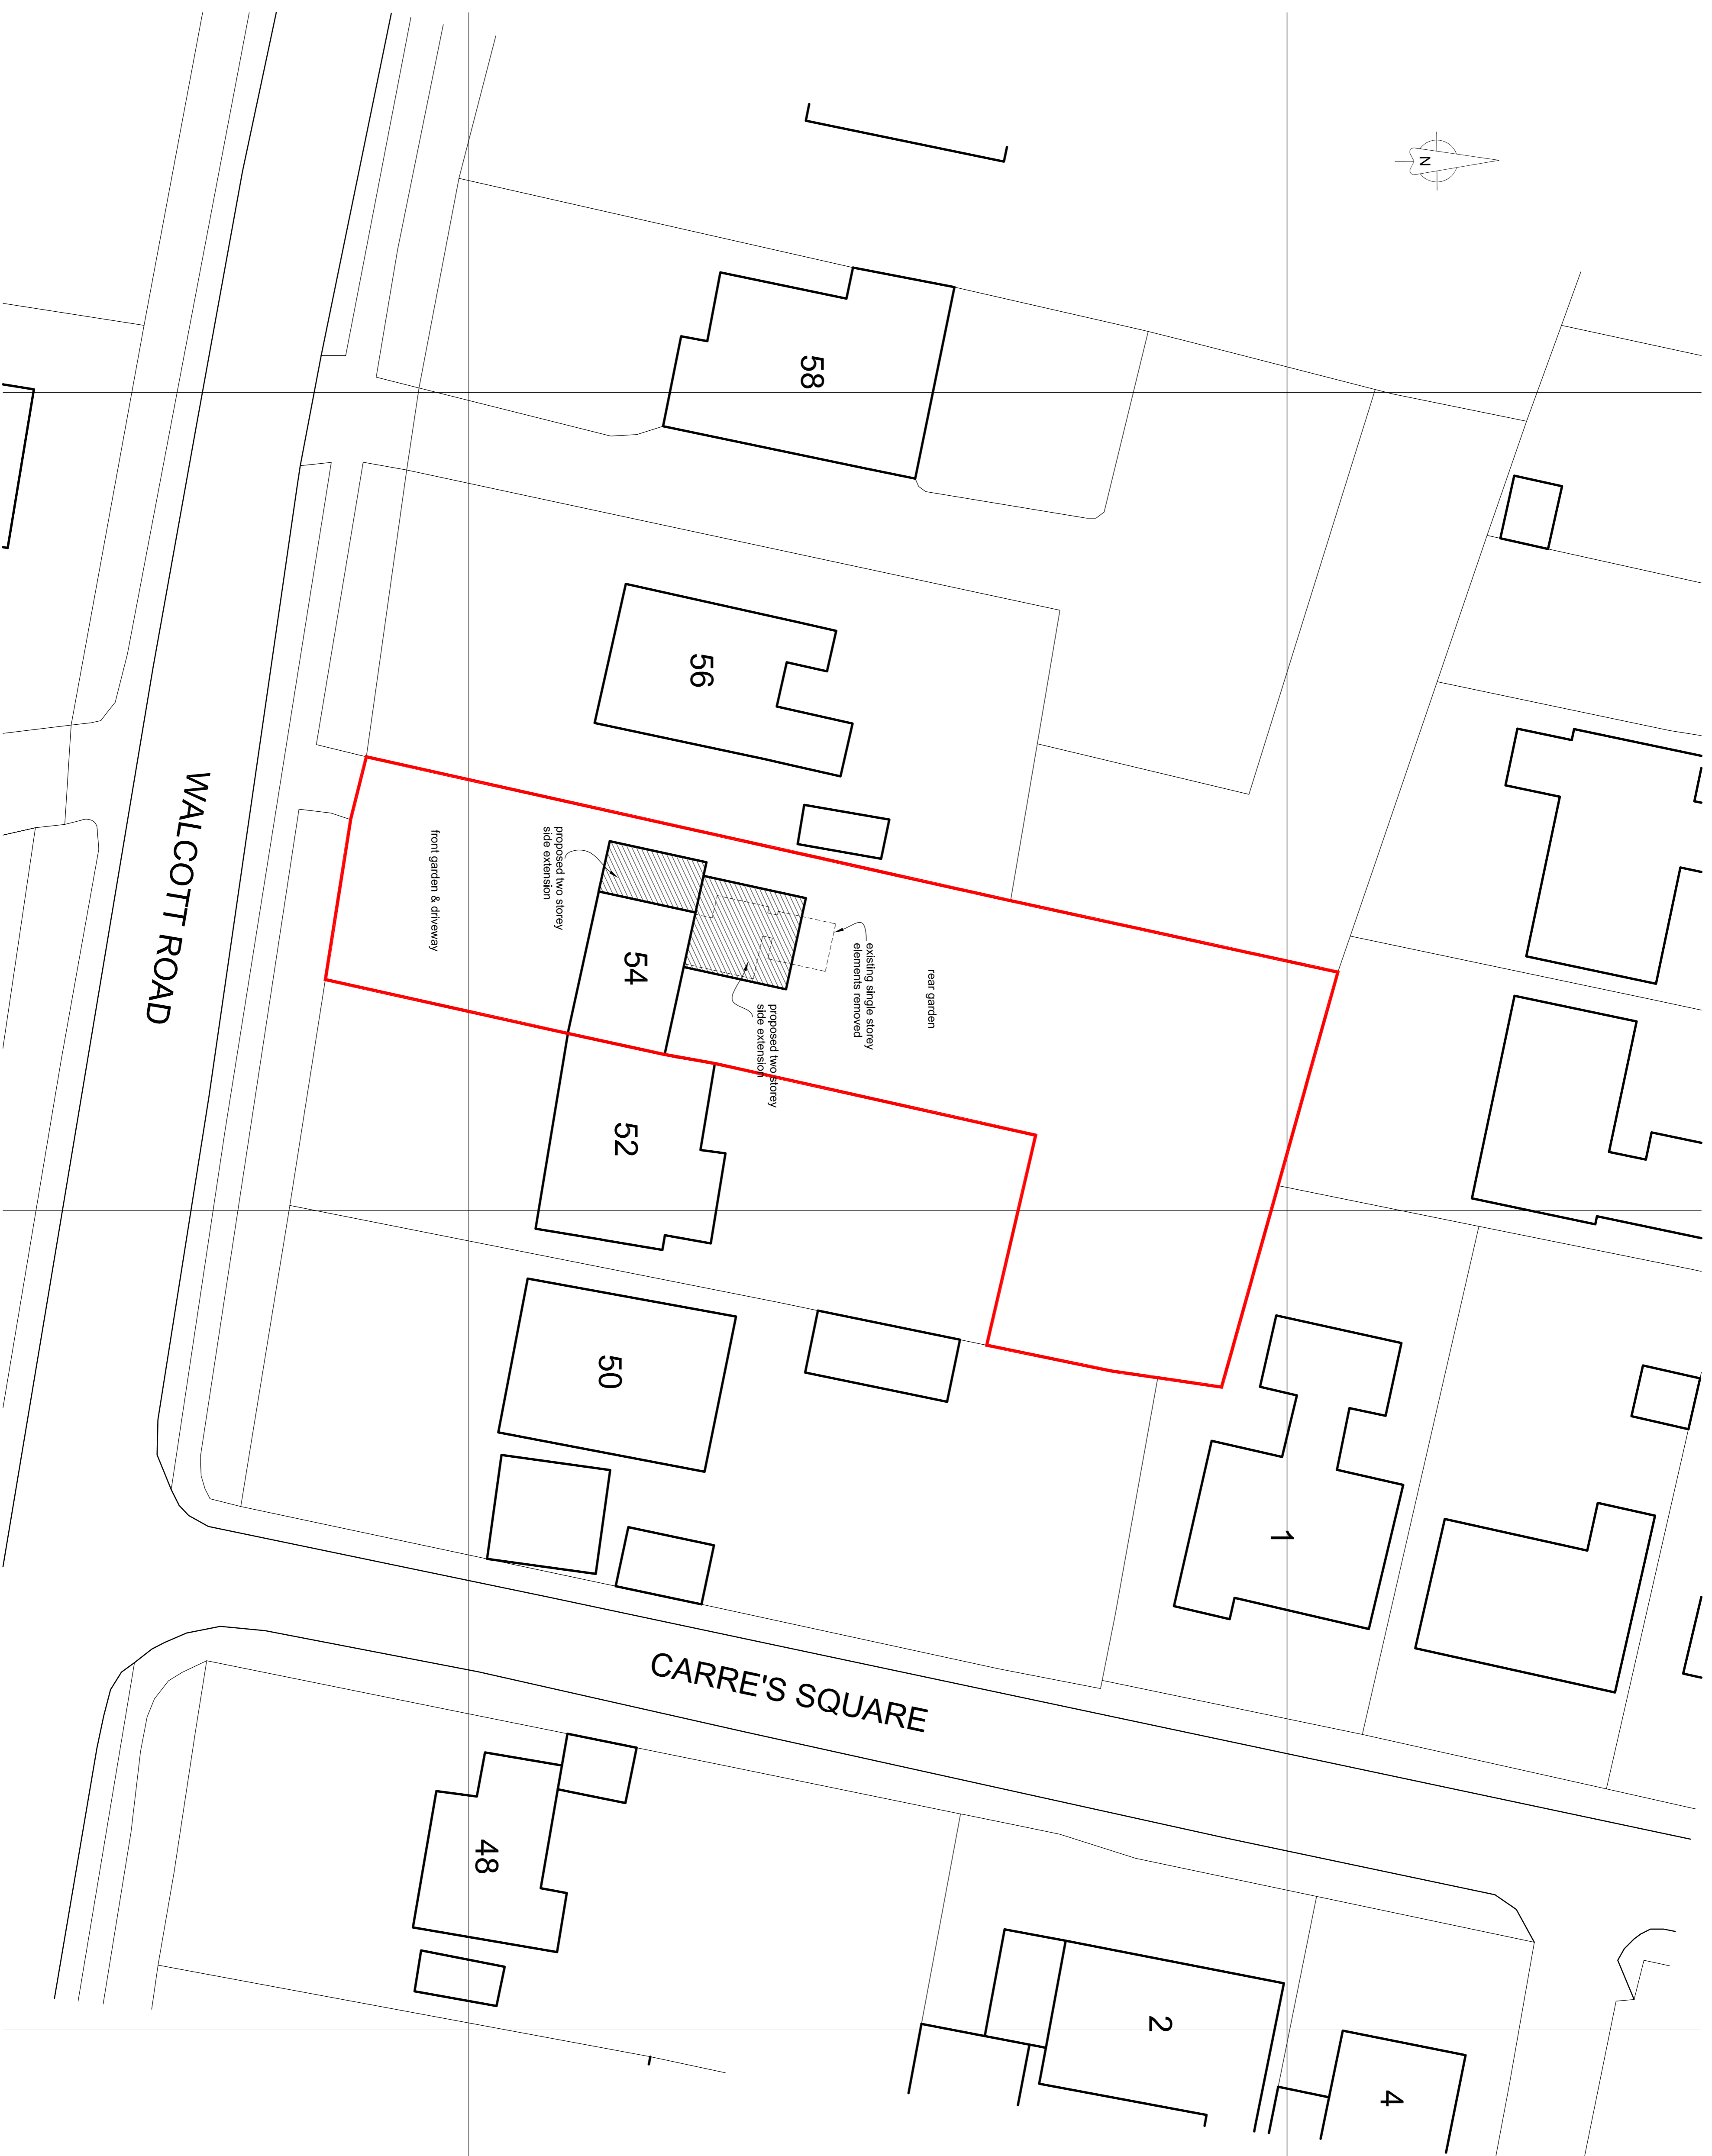 N
58
56
WALCOTT ROAD
front garden & driveway
proposed two storey
side extension
54
existing single storey
elements removed
rear garden
proposed two storey
side extension
52
50
1
CARRE'S SQUARE
48
2
4